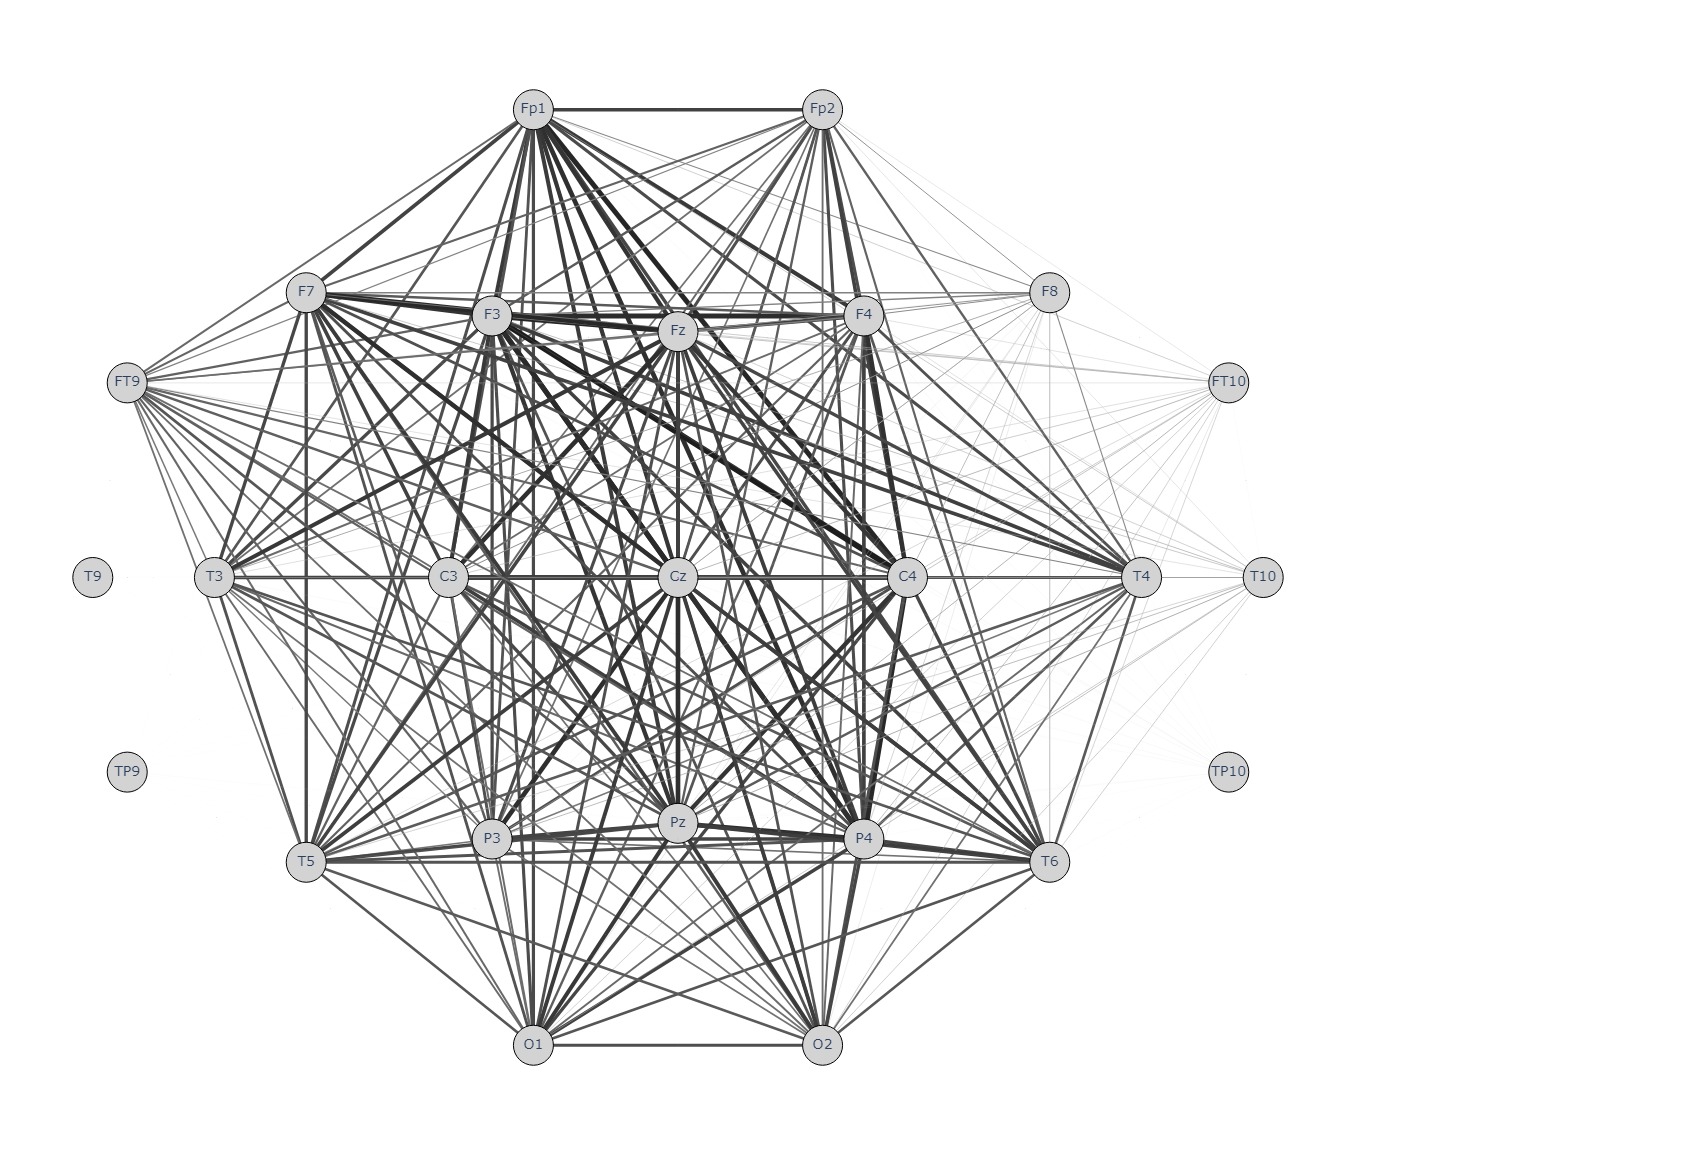 Fp1 Fp2
F7 F3 Fz F4 F8
FT9 FT10
T9 T3 C3 Cz C4 T4 T10
TP9 TP10
T5 P3 Pz P4 T6
O1 O2